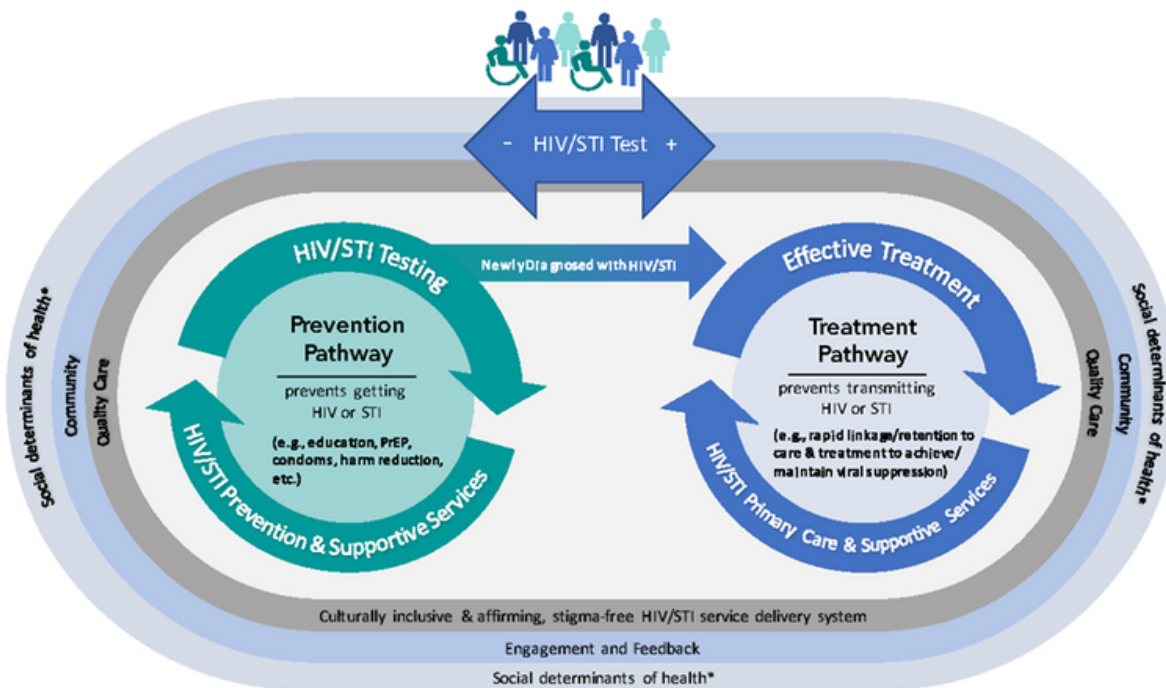 - HIV/STI Test +
HIV/STI Testing
Newly Diagnosed with HIV/STI
Effective Treatment
Prevention
Pathway
prevents getting
HIV or STI
(e.g., education, PrEP,
condoms, harm reduction,
etc.)
HIV/STI Prevention & Supportive Services
Treatment
Pathway
prevents transmitting
HIV or STI
(e.g., rapid linkage/retention to
care & treatment to achieve/
maintain viral suppression)
HIV/STI Primary Care & Supportive Services
Social determinants of health*
Community
Quality Care
Quality Care
Community
Social determinants of health*
Culturally inclusive & affirming, stigma-free HIV/STI service delivery system
Engagement and Feedback
Social determinants of health*